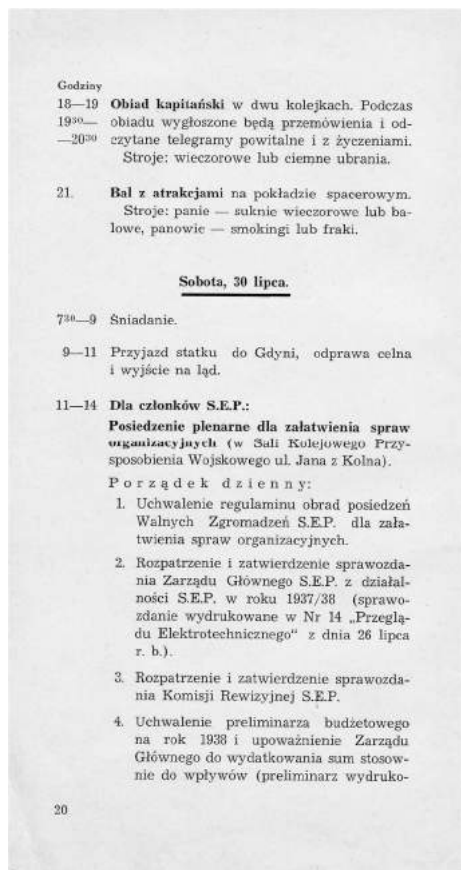 Godziny
18—19 Obiad kapitański w dwu kolejkach. Podczas
19³⁰— obiadu wygłoszone będą przemówienia i od-
—20³⁰ czytane telegramy powitalne i z życzeniami.
Stroje: wieczorowe lub ciemne ubrania.
21. Bal z atrakcjami na pokładzie spacerowym.
Stroje: panie — suknie wieczorowe lub ba-
lowe, panowie — smokingi lub fraki.
Sobota, 30 lipca.
7³⁰—9 Śniadanie.
9—11 Przyjazd statku do Gdyni, odprawa celna
i wyjście na ląd.
11—14 Dla członków S.E.P.:
Posiedzenie plenarne dla załatwienia spraw
organizacyjnych (w Sali Kolejowego Przy-
sposobienia Wojskowego ul. Jana z Kolna).
Porządek dzienny:
1. Uchwalenie regulaminu obrad posiedzeń
Walnych Zgromadzeń S.E.P. dla zała-
twienia spraw organizacyjnych.
2. Rozpatrzenie i zatwierdzenie sprawozda-
nia Zarządu Głównego S.E.P. z działal-
ności S.E.P. w roku 1937/38 (sprawo-
zdanie wydrukowane w Nr 14 „Przeglą-
du Elektrotechnicznego" z dnia 26 lipca
r. b.).
3. Rozpatrzenie i zatwierdzenie sprawozda-
nia Komisji Rewizyjnej S.E.P.
4. Uchwalenie preliminarza budżetowego
na rok 1938 i upoważnienie Zarządu
Głównego do wydatkowania sum stosow-
nie do wpływów (preliminarz wydruko-
20